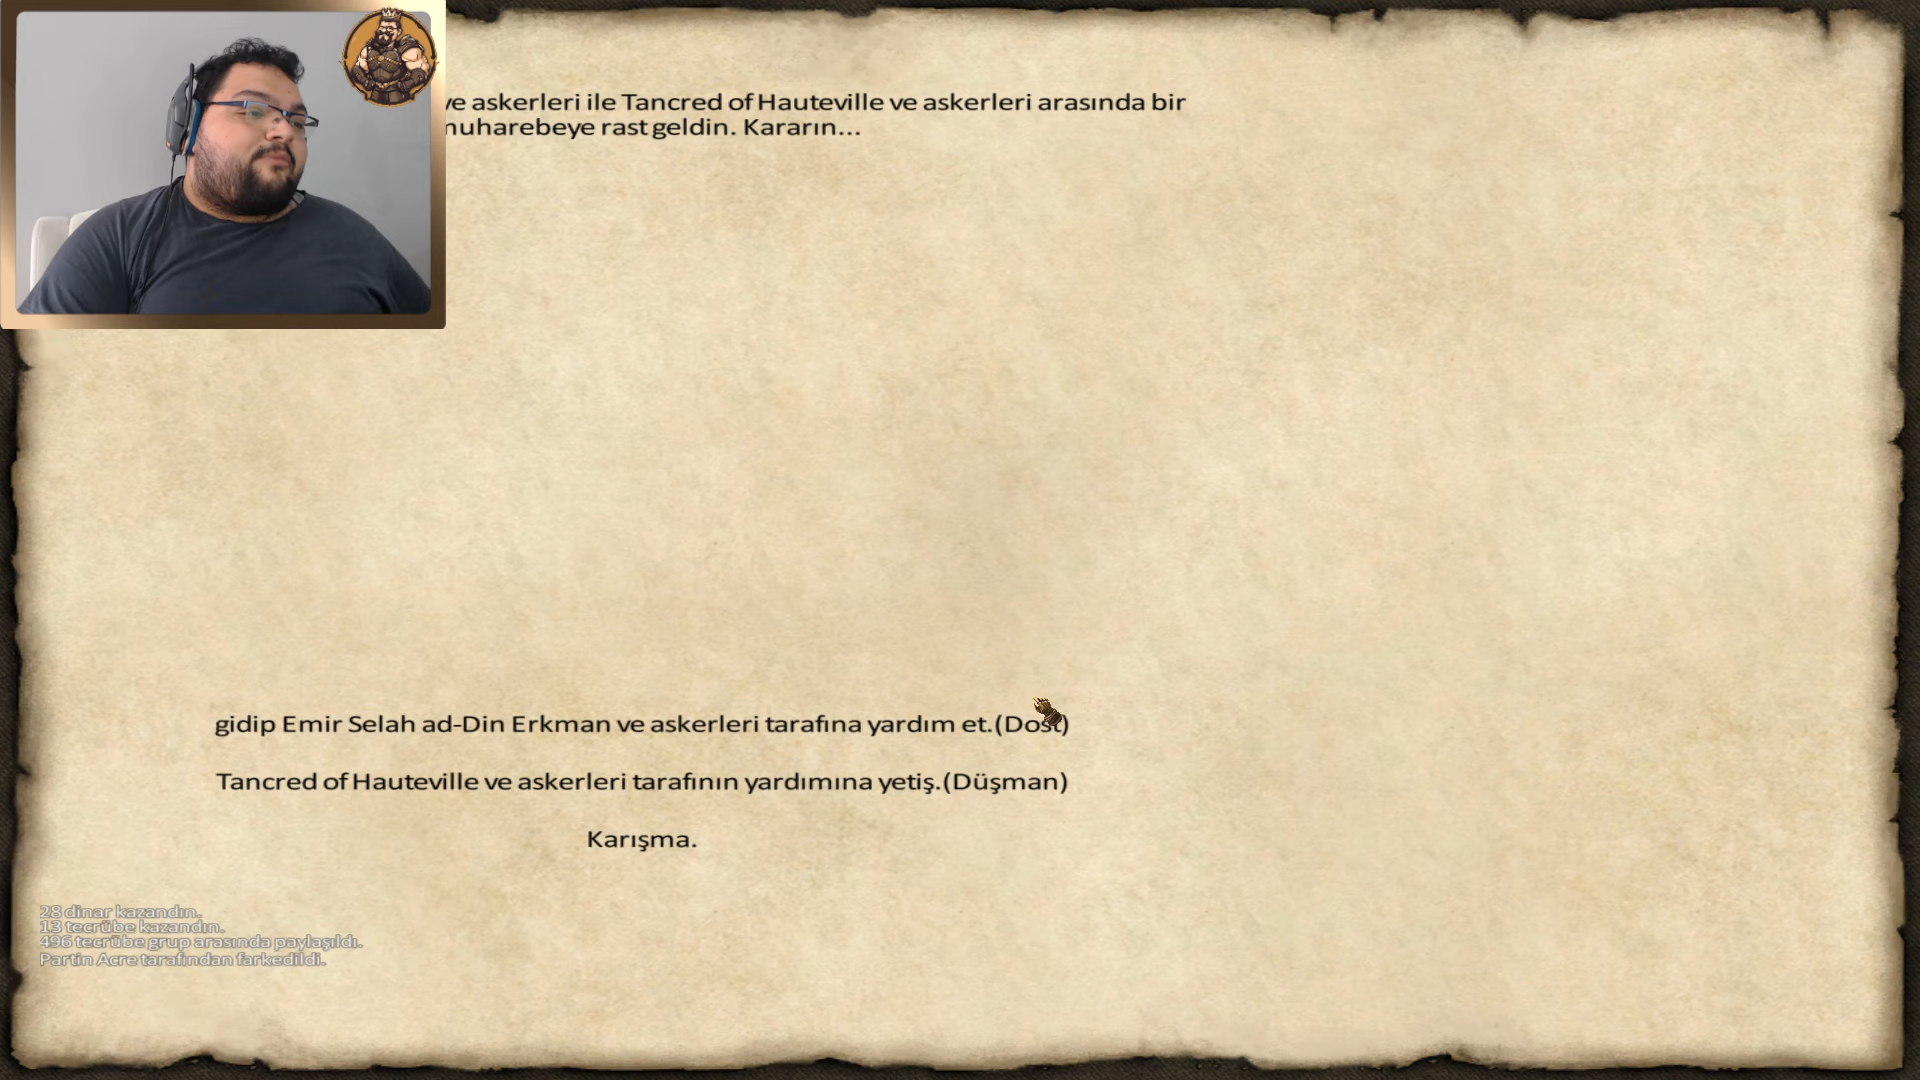 ve askerleri ile Tancred of Hauteville ve askerleri arasında bir
muharebeye rast geldin. Kararın...
gidip Emir Selah ad-Din Erkman ve askerleri tarafına yardım et.(Dost)
Tancred of Hauteville ve askerleri tarafının yardımına yetiş.(Düşman)
Karışma.
28 dinar kazandın.
13 tecrübe kazandın.
496 tecrübe grup arasında paylaşıldı.
Partin Acre tarafından farkedildi.